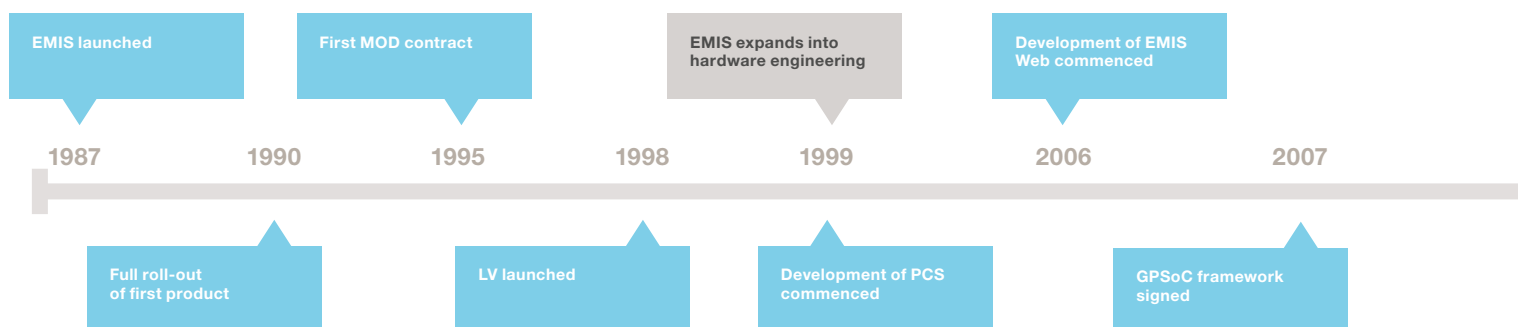 EMIS launched
First MOD contract
EMIS expands into
hardware engineering
Development of EMIS
Web commenced
1987
1990
1995
1998
1999
2006
2007
Full roll-out
of first product
LV launched
Development of PCS
commenced
GPSoC framework
signed